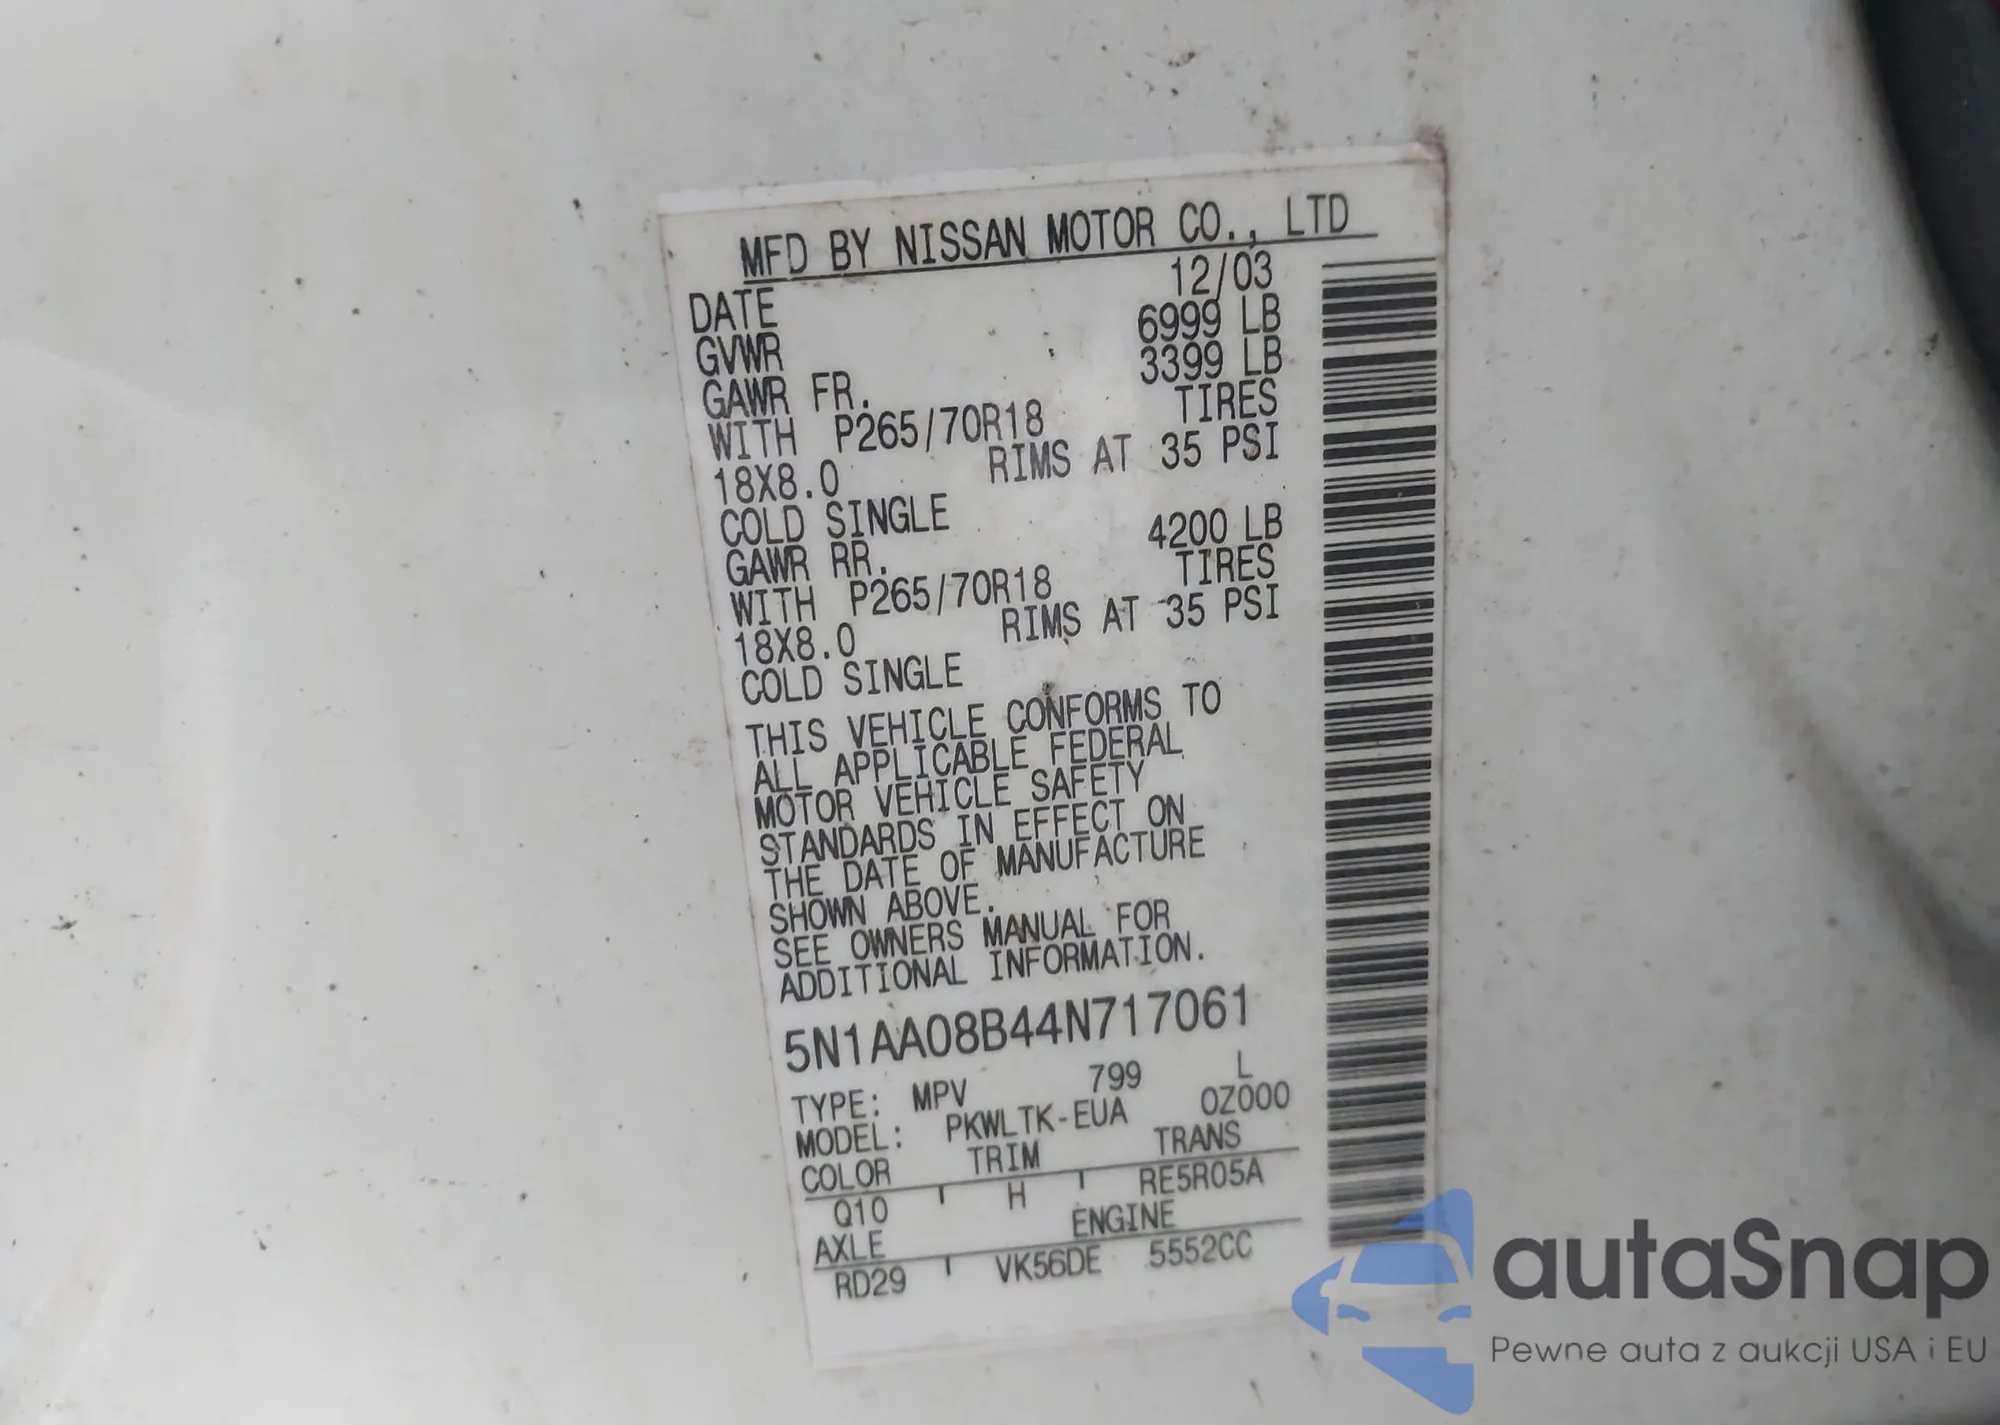 MFD BY NISSAN MOTOR CO., LTD
DATE 12/03
GVWR 6999 LB
GAWR FR. 3399 LB
WITH P265/70R18 TIRES
18X8.0 RIMS AT 35 PSI
COLD SINGLE
GAWR RR. 4200 LB
WITH P265/70R18 TIRES
18X8.0 RIMS AT 35 PSI
COLD SINGLE
THIS VEHICLE CONFORMS TO
ALL APPLICABLE FEDERAL
MOTOR VEHICLE SAFETY
STANDARDS IN EFFECT ON
THE DATE OF MANUFACTURE
SHOWN ABOVE.
SEE OWNERS MANUAL FOR
ADDITIONAL INFORMATION.
5N1AA08B44N717061
TYPE: MPV 799 L
MODEL: PKWLTK-EUA 0Z000
COLOR TRIM TRANS
Q10 H RE5R05A
AXLE ENGINE
RD29 VK56DE 5552CC
autaSnap
Pewne auta z aukcji USA i EU